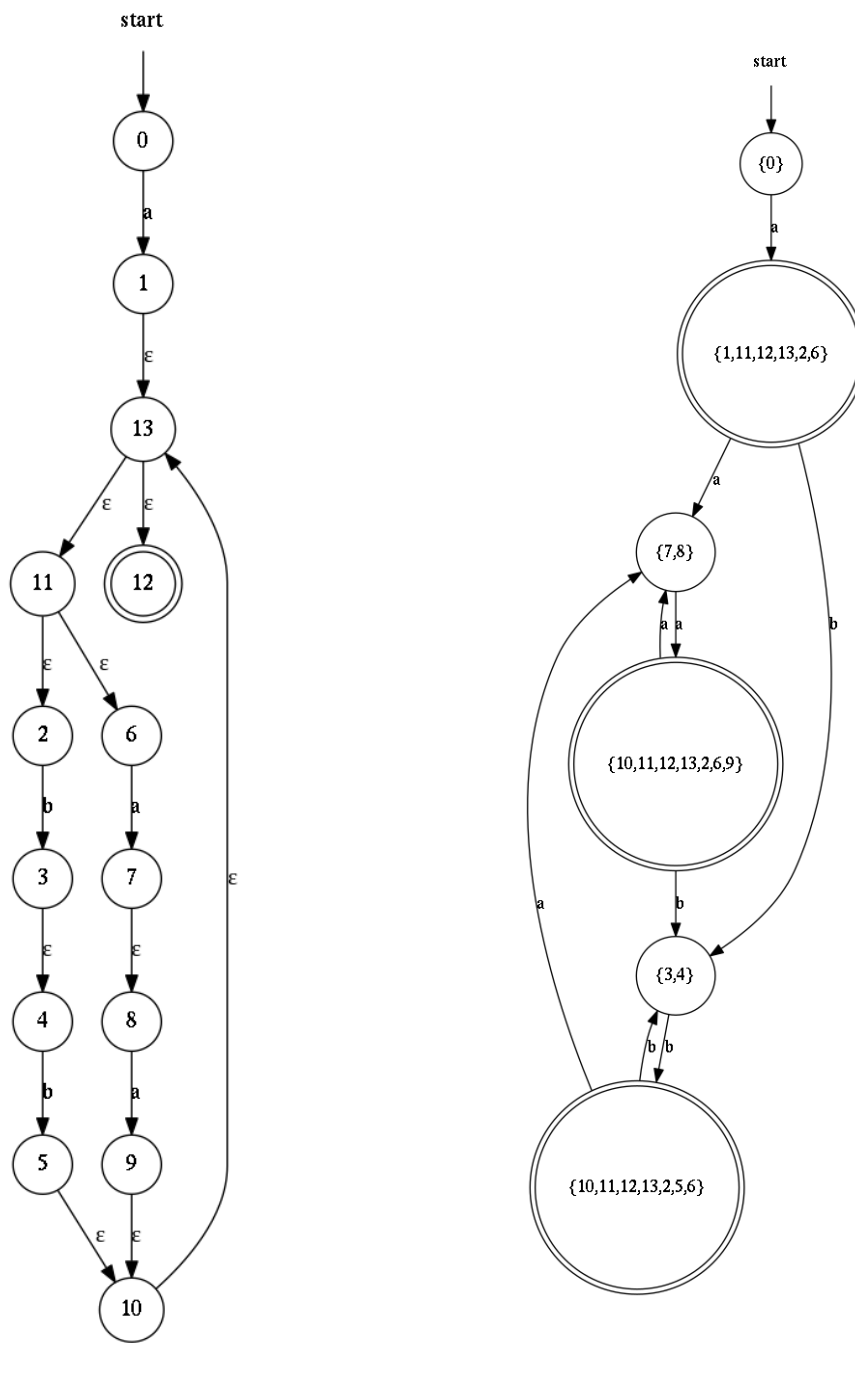 start
0
a
1
ε
13
ε
ε
11
12
ε
ε
2
6
b
a
3
7
ε
ε
ε
4
8
b
a
5
9
ε
ε
10
start
{0}
a
{1,11,12,13,2,6}
a
{7,8}
b
a
a
{10,11,12,13,2,6,9}
a
b
{3,4}
b
b
{10,11,12,13,2,5,6}